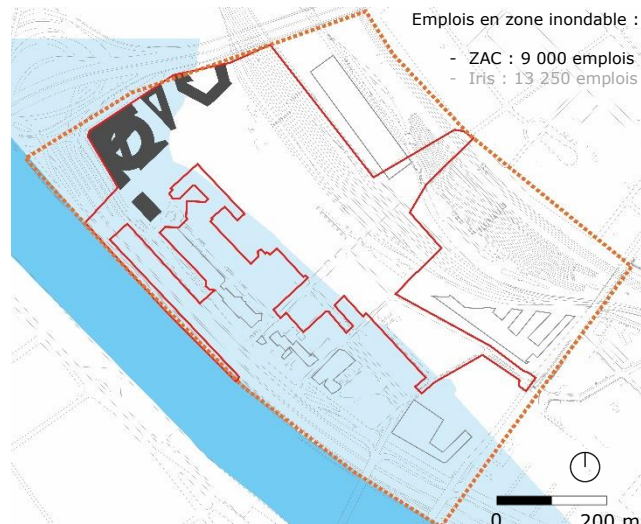 Emplois en zone inondable :
- ZAC : 9 000 emplois
- Iris : 13 250 emplois
0 200 m